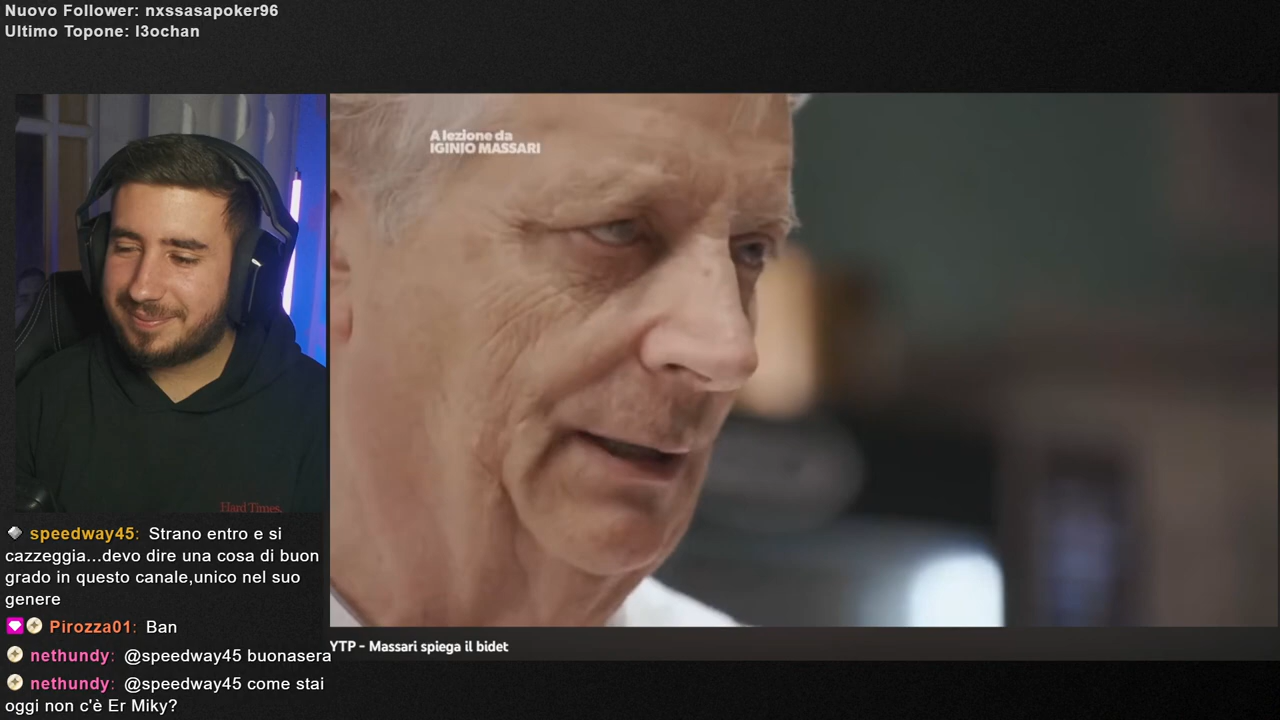 Nuovo Follower: nxssasapoker96
Ultimo Topone: l3ochan
A lezione da
IGINIO MASSARI
Hard Times.
speedway45: Strano entro e si
cazzeggia...devo dire una cosa di buon
grado in questo canale,unico nel suo
genere
Pirozza01: Ban
nethundy: @speedway45 buonasera
nethundy: @speedway45 come stai
oggi non c'è Er Miky?
YTP - Massari spiega il bidet